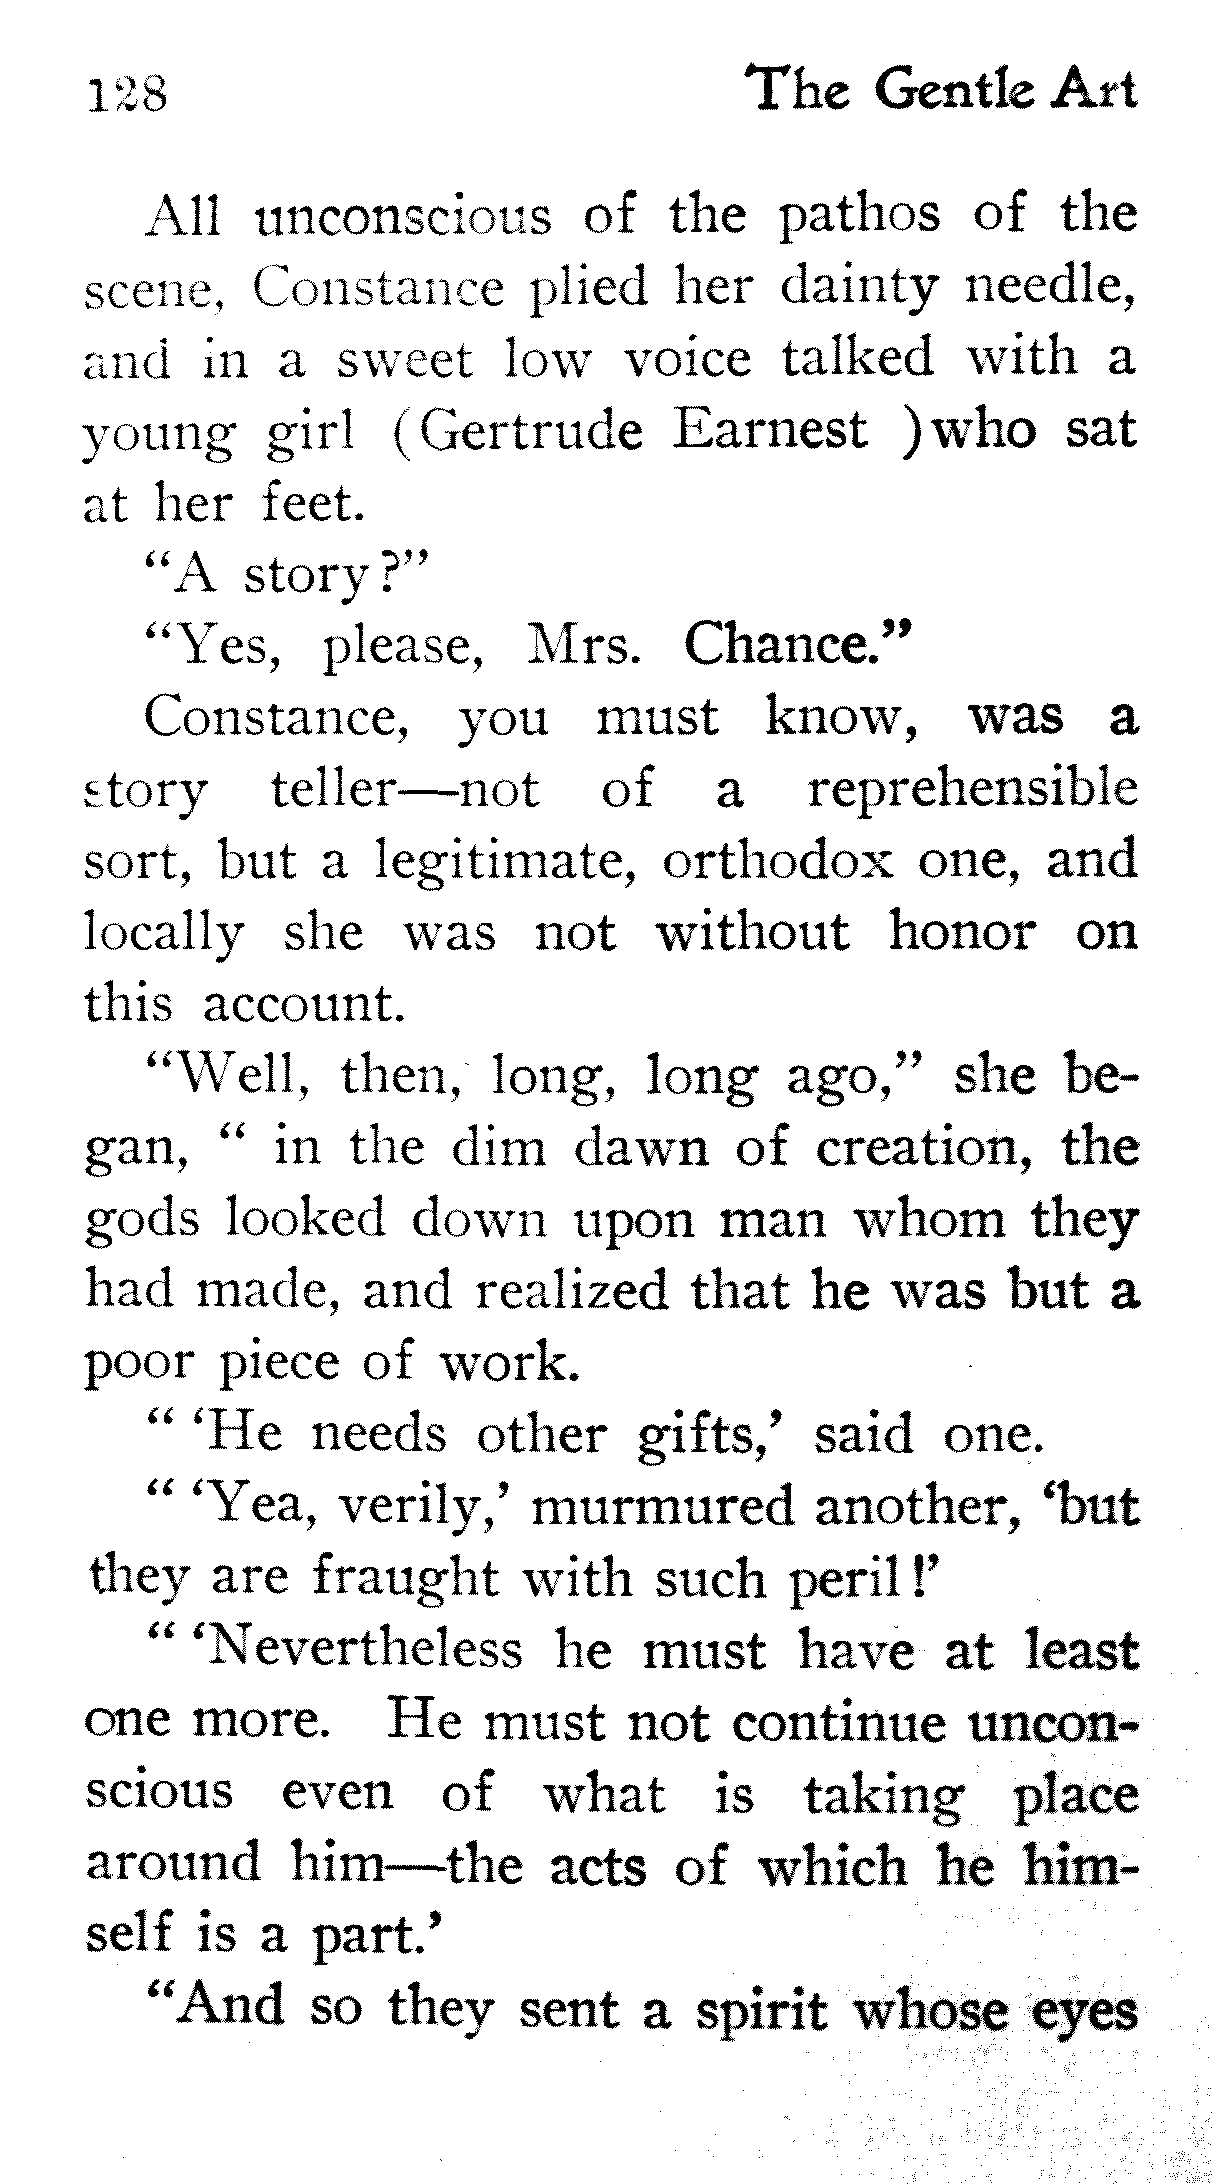 128 The Gentle Art
All unconscious of the pathos of the
scene, Constance plied her dainty needle,
and in a sweet low voice talked with a
young girl (Gertrude Earnest )who sat
at her feet.
“A story?”
“Yes, please, Mrs. Chance.”
Constance, you must know, was a
story teller—not of a reprehensible
sort, but a legitimate, orthodox one, and
locally she was not without honor on
this account.
“Well, then, long, long ago,” she be-
gan, “ in the dim dawn of creation, the
gods looked down upon man whom they
had made, and realized that he was but a
poor piece of work.
“ ‘He needs other gifts,’ said one.
“ ‘Yea, verily,’ murmured another, ‘but
they are fraught with such peril!’
“ ‘Nevertheless he must have at least
one more. He must not continue uncon-
scious even of what is taking place
around him—the acts of which he him-
self is a part.’
“And so they sent a spirit whose eyes